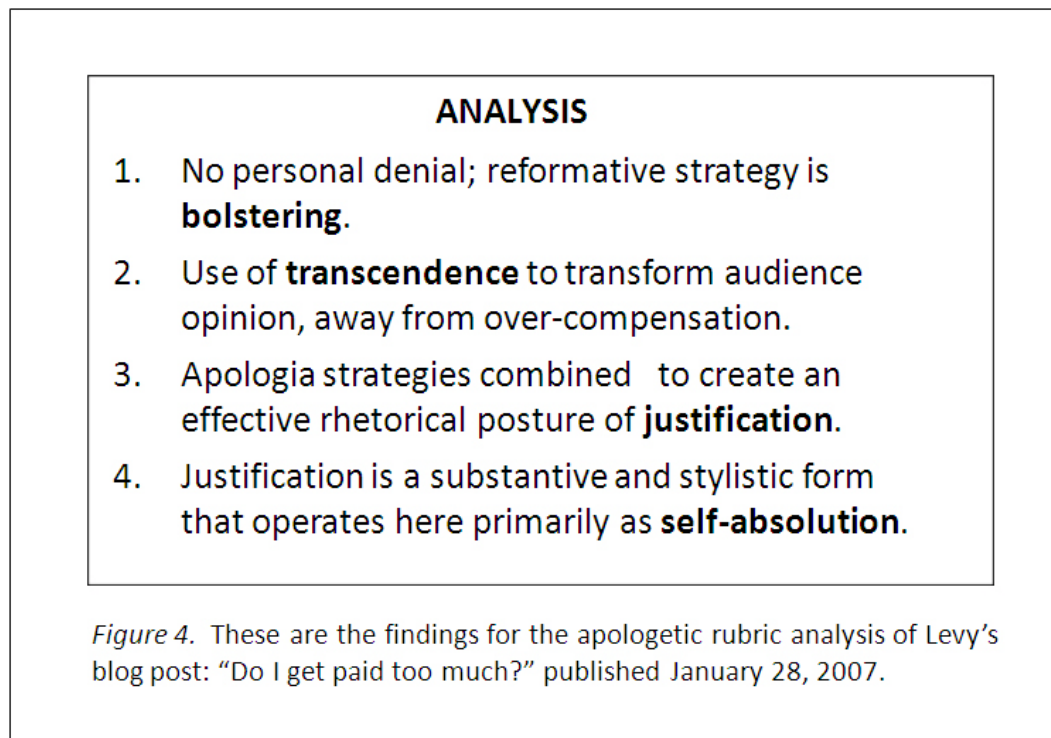 ANALYSIS
1. No personal denial; reformative strategy is
bolstering.
2. Use of transcendence to transform audience
opinion, away from over-compensation.
3. Apologia strategies combined to create an
effective rhetorical posture of justification.
4. Justification is a substantive and stylistic form
that operates here primarily as self-absolution.
Figure 4. These are the findings for the apologetic rubric analysis of Levy's
blog post: “Do I get paid too much?” published January 28, 2007.